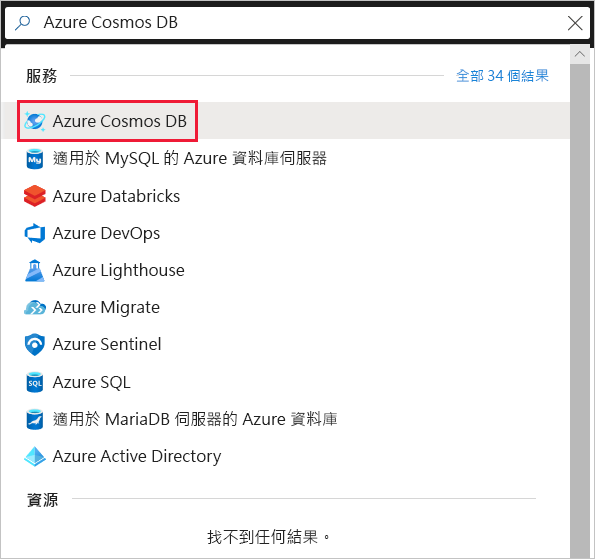 Azure Cosmos DB
服務 全部 34 個結果
Azure Cosmos DB
適用於 MySQL 的 Azure 資料庫伺服器
Azure Databricks
Azure DevOps
Azure Lighthouse
Azure Migrate
Azure Sentinel
Azure SQL
適用於 MariaDB 伺服器的 Azure 資料庫
Azure Active Directory
資源
找不到任何結果。